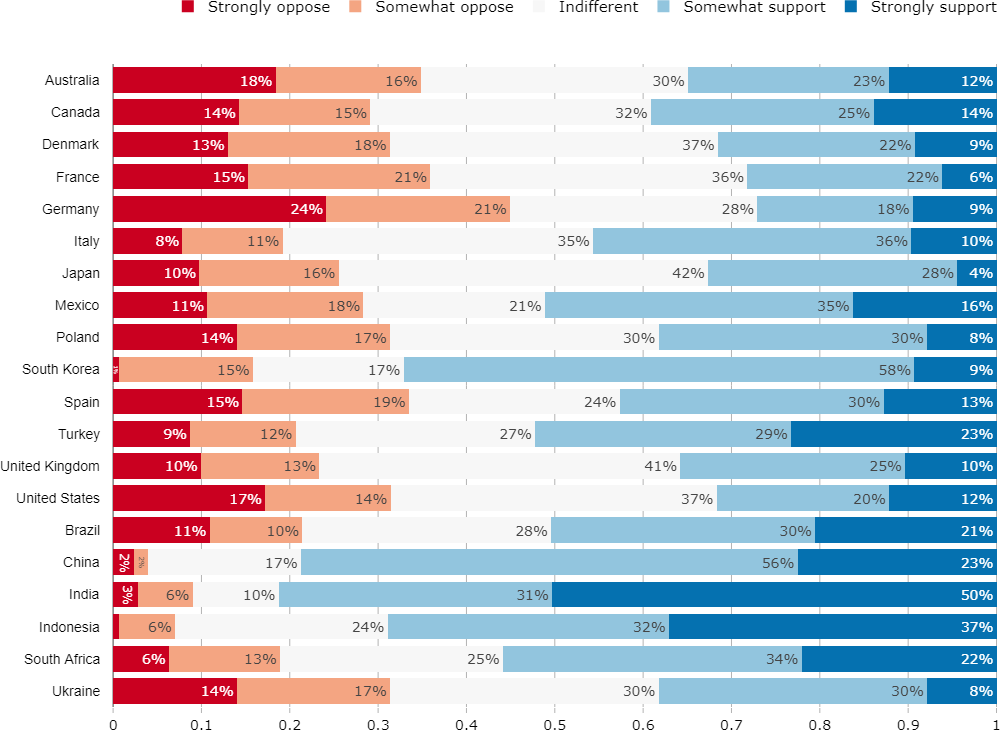 Strongly oppose Somewhat oppose Indifferent Somewhat support Strongly support
Australia 18% 16% 30% 23% 12%
Canada 14% 15% 32% 25% 14%
Denmark 13% 18% 37% 22% 9%
France 15% 21% 36% 22% 6%
Germany 24% 21% 28% 18% 9%
Italy 8% 11% 35% 36% 10%
Japan 10% 16% 42% 28% 4%
Mexico 11% 18% 21% 35% 16%
Poland 14% 17% 30% 30% 8%
South Korea 1% 15% 17% 58% 9%
Spain 15% 19% 24% 30% 13%
Turkey 9% 12% 27% 29% 23%
United Kingdom 10% 13% 41% 25% 10%
United States 17% 14% 37% 20% 12%
Brazil 11% 10% 28% 30% 21%
China 2% 2% 17% 56% 23%
India 3% 6% 10% 31% 50%
Indonesia 6% 24% 32% 37%
South Africa 6% 13% 25% 34% 22%
Ukraine 14% 17% 30% 30% 8%
0 0.1 0.2 0.3 0.4 0.5 0.6 0.7 0.8 0.9 1